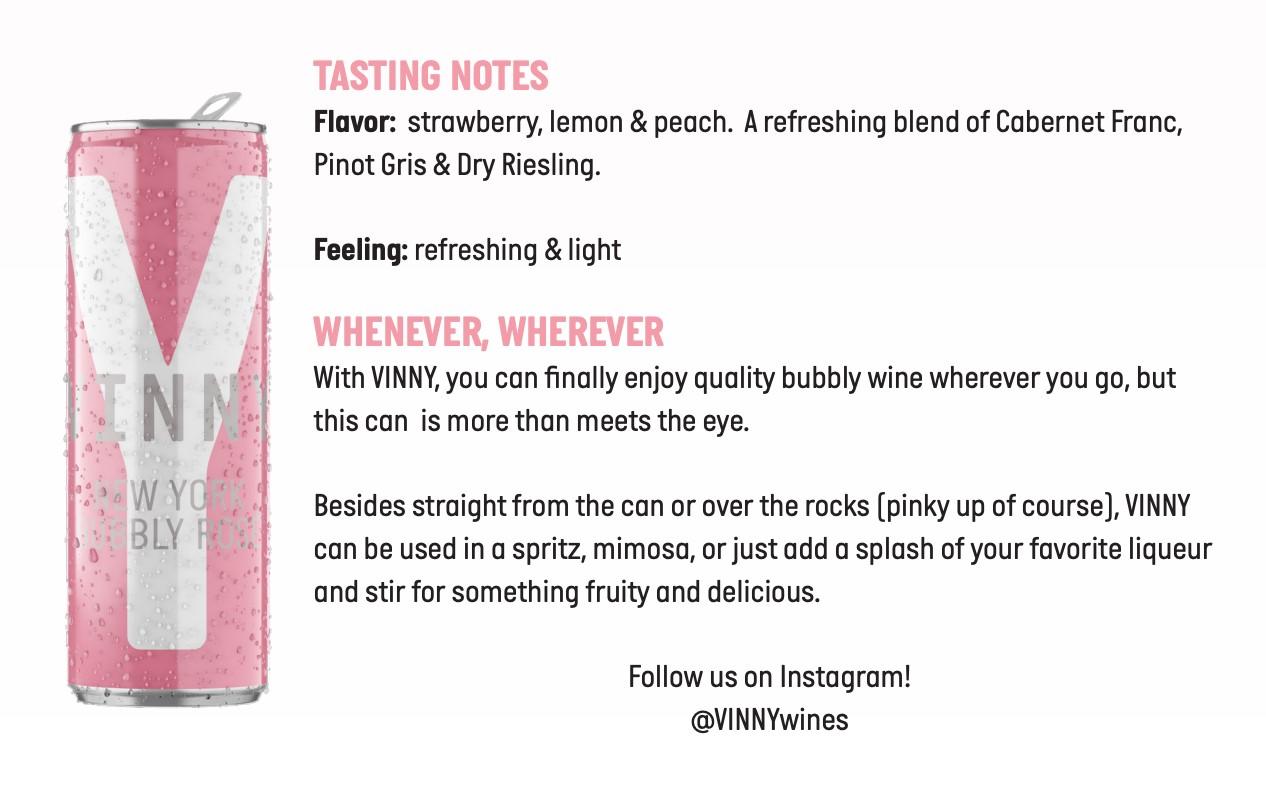 TASTING NOTES
Flavor: strawberry, lemon & peach. A refreshing blend of Cabernet Franc,
Pinot Gris & Dry Riesling.
Feeling: refreshing & light
WHENEVER, WHEREVER
With VINNY, you can finally enjoy quality bubbly wine wherever you go, but
this can is more than meets the eye.
Besides straight from the can or over the rocks (pinky up of course), VINNY
can be used in a spritz, mimosa, or just add a splash of your favorite liqueur
and stir for something fruity and delicious.
Follow us on Instagram!
@VINNYwines
VINNY
NEW YORK
BUBBLY ROSÉ